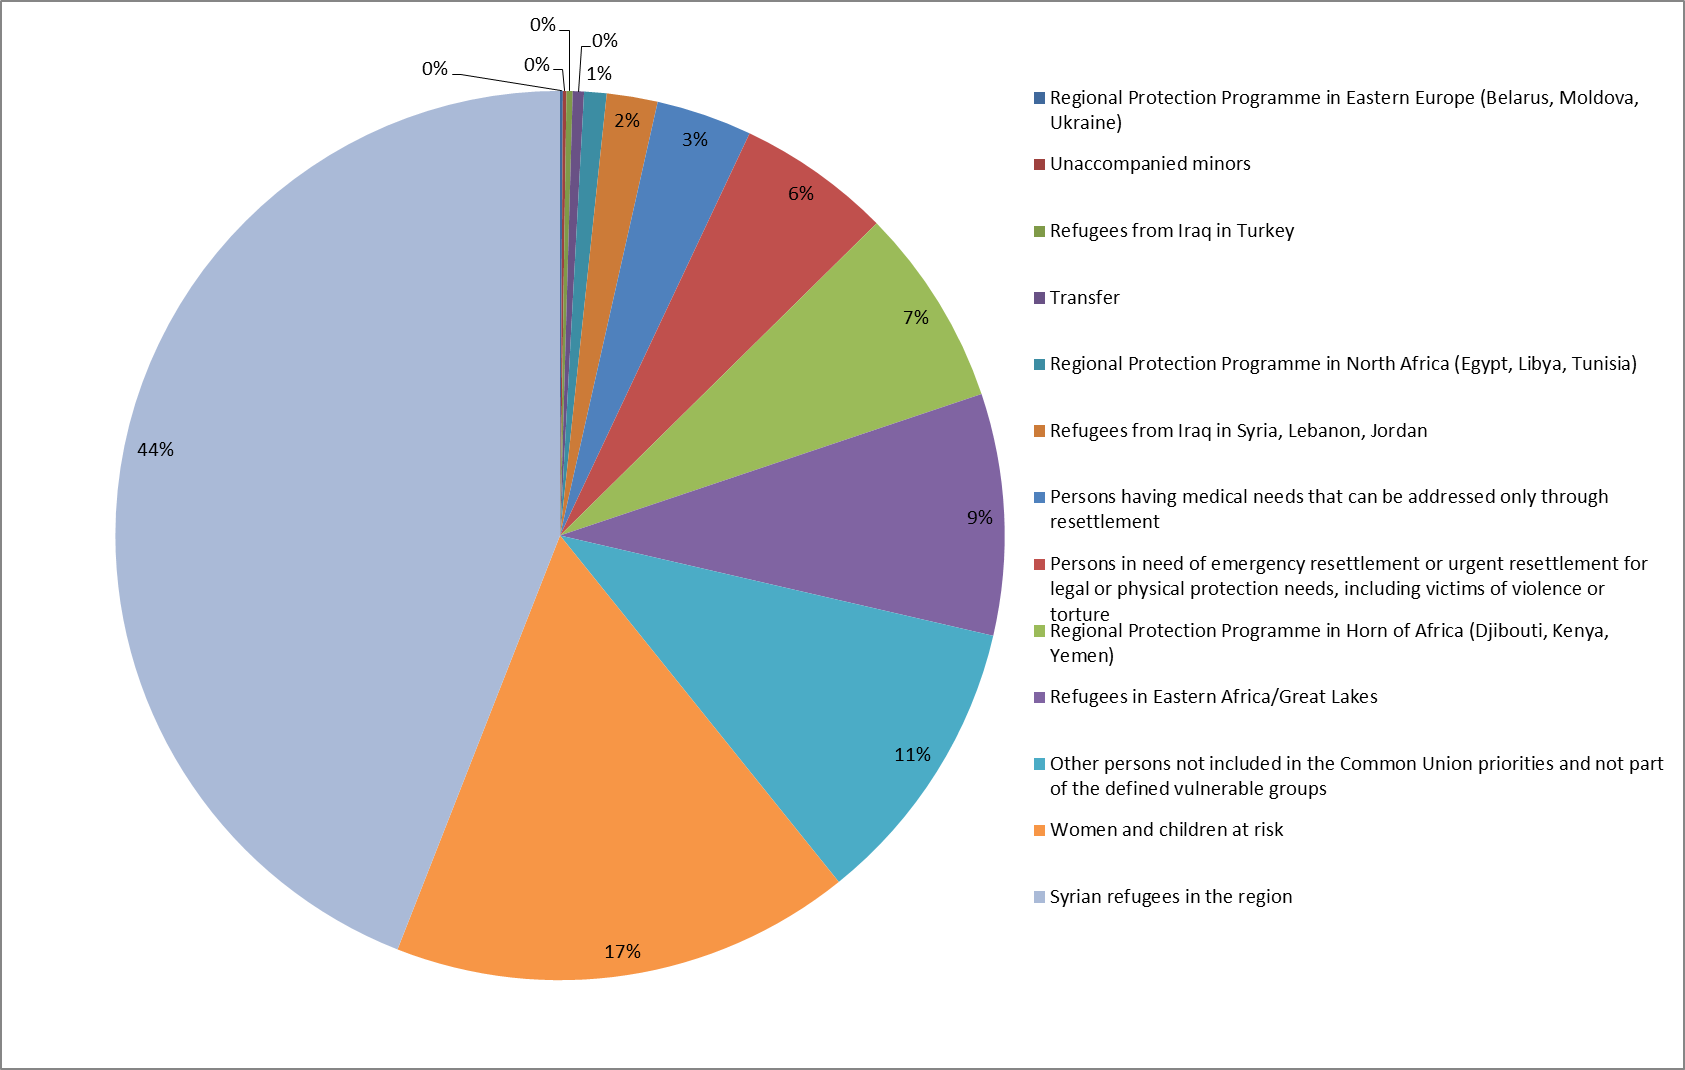 0%
0%
0%
0%
1%
2%
3%
6%
7%
9%
11%
17%
44%
Regional Protection Programme in Eastern Europe (Belarus, Moldova,
Ukraine)
Unaccompanied minors
Refugees from Iraq in Turkey
Transfer
Regional Protection Programme in North Africa (Egypt, Libya, Tunisia)
Refugees from Iraq in Syria, Lebanon, Jordan
Persons having medical needs that can be addressed only through
resettlement
Persons in need of emergency resettlement or urgent resettlement for
legal or physical protection needs, including victims of violence or
torture
Regional Protection Programme in Horn of Africa (Djibouti, Kenya,
Yemen)
Refugees in Eastern Africa/Great Lakes
Other persons not included in the Common Union priorities and not part
of the defined vulnerable groups
Women and children at risk
Syrian refugees in the region